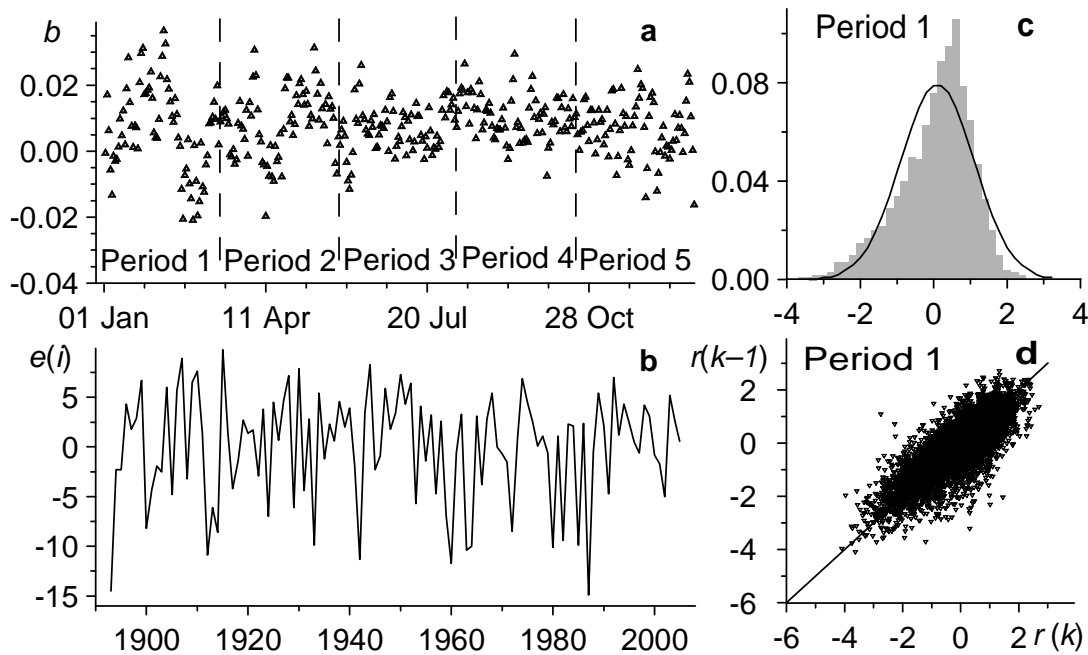 b
a
0.02
0.00
-0.02
-0.04
Period 1 Period 2 Period 3 Period 4 Period 5
01 Jan 11 Apr 20 Jul 28 Oct
Period 1
c
0.08
0.04
0.00
-4 -2 0 2 4
e(i)
b
5
0
-5
-10
-15
1900 1920 1940 1960 1980 2000
r(k–1)
Period 1
d
2
0
-2
-4
-6
-6 -4 -2 0 2 r (k)